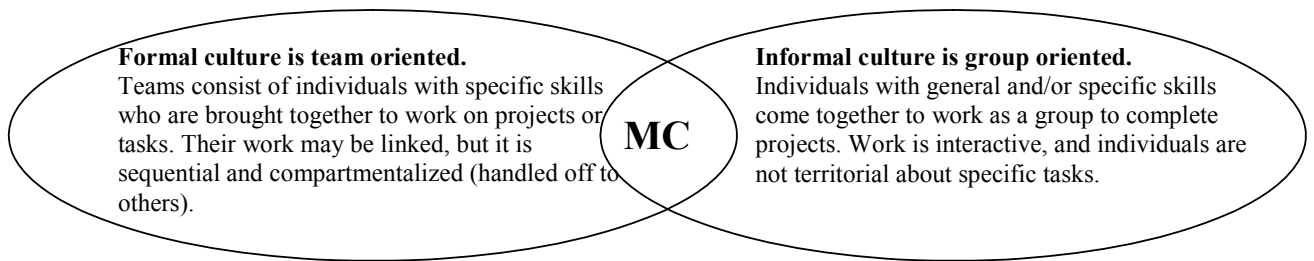 Formal culture is team oriented.
Teams consist of individuals with specific skills
who are brought together to work on projects or
tasks. Their work may be linked, but it is
sequential and compartmentalized (handled off to
others).
MC
Informal culture is group oriented.
Individuals with general and/or specific skills
come together to work as a group to complete
projects. Work is interactive, and individuals are
not territorial about specific tasks.